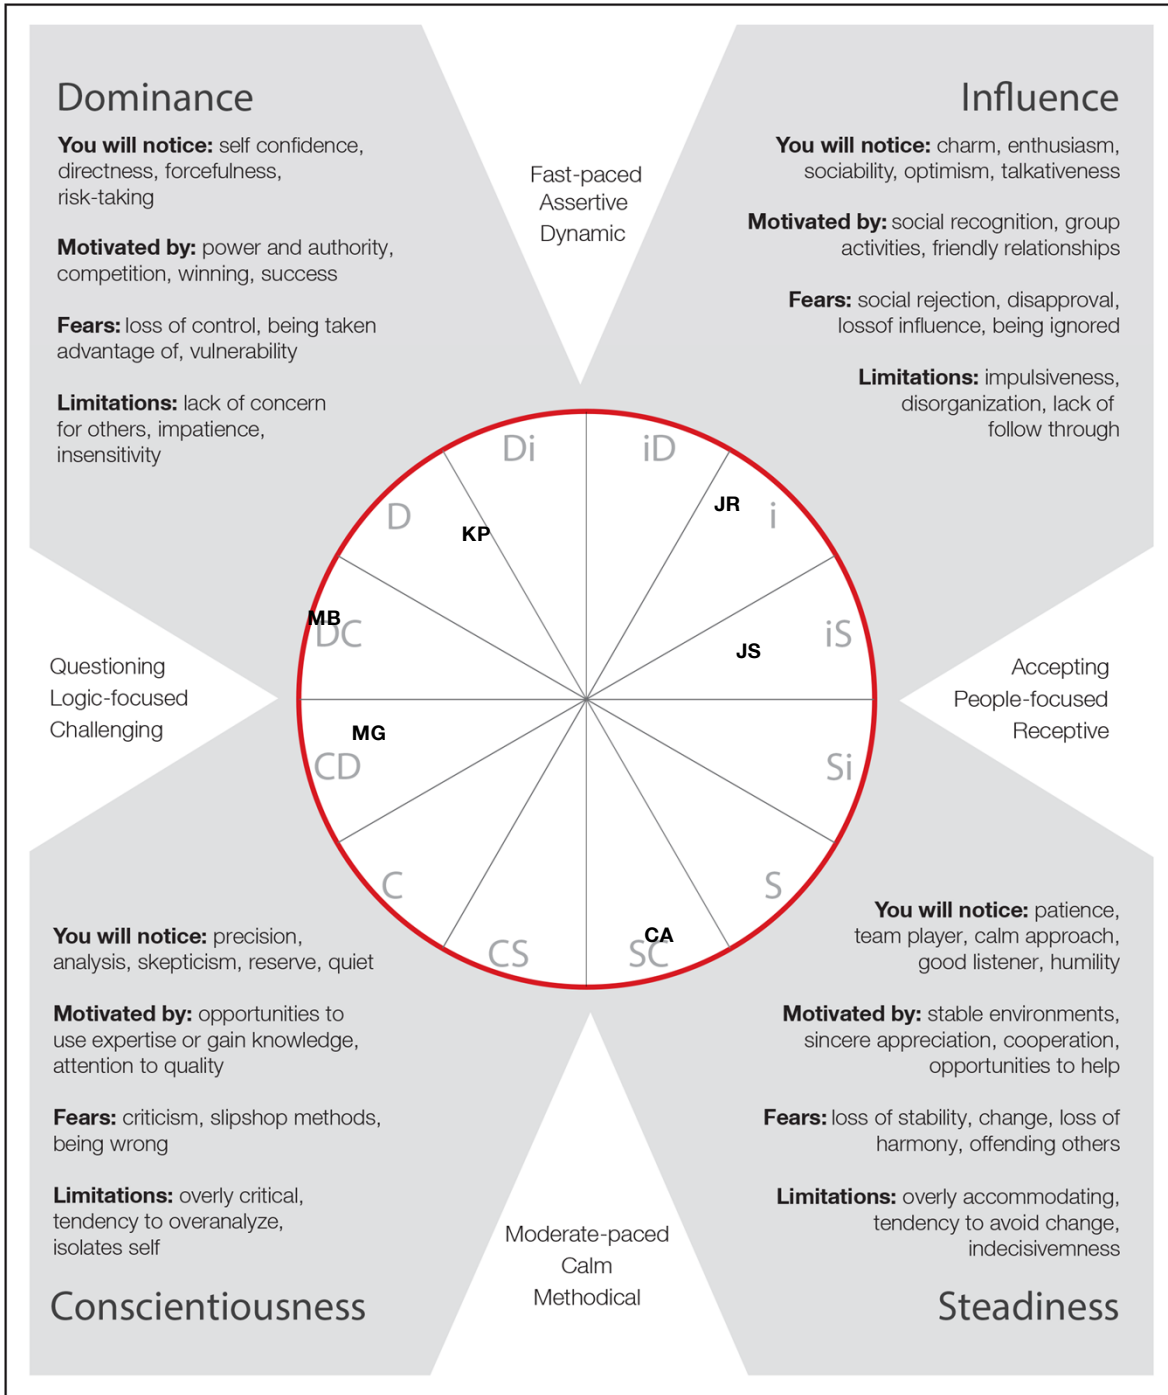 Dominance
You will notice: self confidence,
directness, forcefulness,
risk-taking
Motivated by: power and authority,
competition, winning, success
Fears: loss of control, being taken
advantage of, vulnerability
Limitations: lack of concern
for others, impatience,
insensitivity
Fast-paced
Assertive
Dynamic
Influence
You will notice: charm, enthusiasm,
sociability, optimism, talkativeness
Motivated by: social recognition, group
activities, friendly relationships
Fears: social rejection, disapproval,
lossof influence, being ignored
Limitations: impulsiveness,
disorganization, lack of
follow through
Di
iD
D
KP
JR
i
MB
DC
JS
iS
MG
CD
Si
C
S
CS
CA
SC
Questioning
Logic-focused
Challenging
Accepting
People-focused
Receptive
You will notice: precision,
analysis, skepticism, reserve, quiet
Motivated by: opportunities to
use expertise or gain knowledge,
attention to quality
Fears: criticism, slipshop methods,
being wrong
Limitations: overly critical,
tendency to overanalyze,
isolates self
Conscientiousness
Moderate-paced
Calm
Methodical
You will notice: patience,
team player, calm approach,
good listener, humility
Motivated by: stable environments,
sincere appreciation, cooperation,
opportunities to help
Fears: loss of stability, change, loss of
harmony, offending others
Limitations: overly accommodating,
tendency to avoid change,
indecisivemness
Steadiness